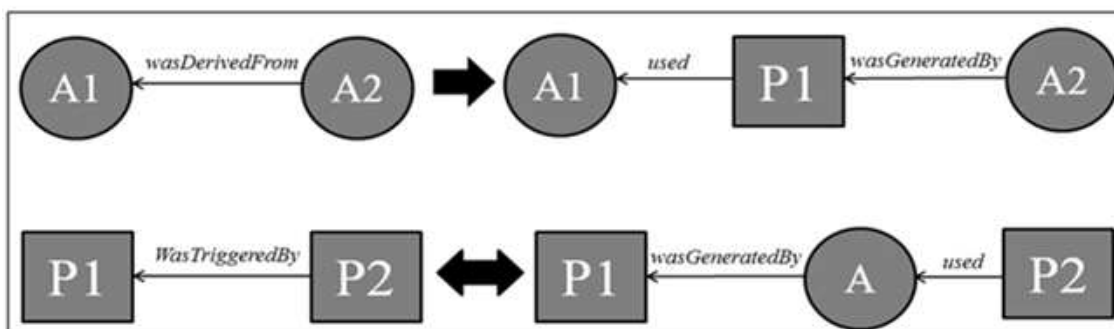 A1 wasDerivedFrom A2 A1 used P1 wasGeneratedBy A2
P1 WasTriggeredBy P2 P1 wasGeneratedBy A used P2